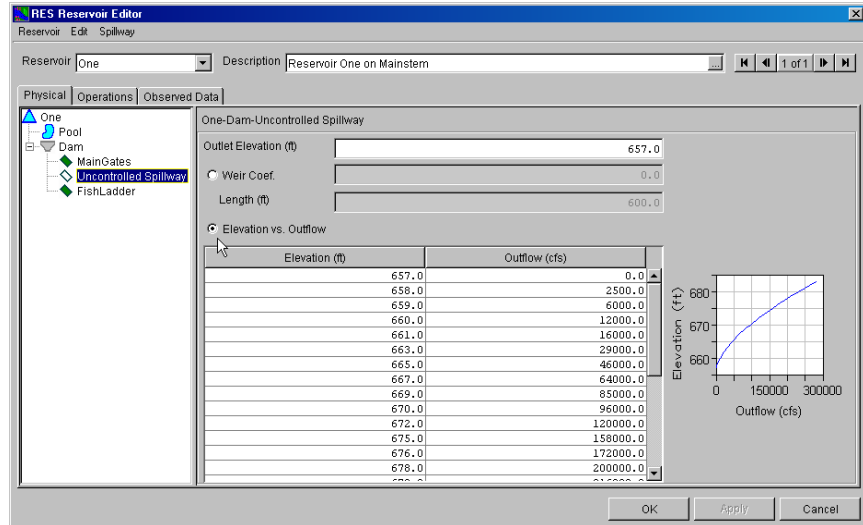 RES Reservoir Editor
Reservoir Edit Spillway
Reservoir One Description Reservoir One on Mainstem ... 1 of 1
Physical Operations Observed Data
One
Pool
Dam
MainGates
Uncontrolled Spillway
FishLadder
One-Dam-Uncontrolled Spillway
Outlet Elevation (ft) 657.0
Weir Coef. 0.0
Length (ft) 600.0
Elevation vs. Outflow
Elevation (ft) Outflow (cfs)
657.0 0.0
658.0 2500.0
659.0 6000.0
660.0 12000.0
661.0 16000.0
663.0 29000.0
665.0 46000.0
667.0 64000.0
669.0 85000.0
670.0 96000.0
672.0 120000.0
675.0 158000.0
676.0 172000.0
678.0 200000.0
Elevation (ft)
680
670
660
0 150000 300000
Outflow (cfs)
OK Apply Cancel